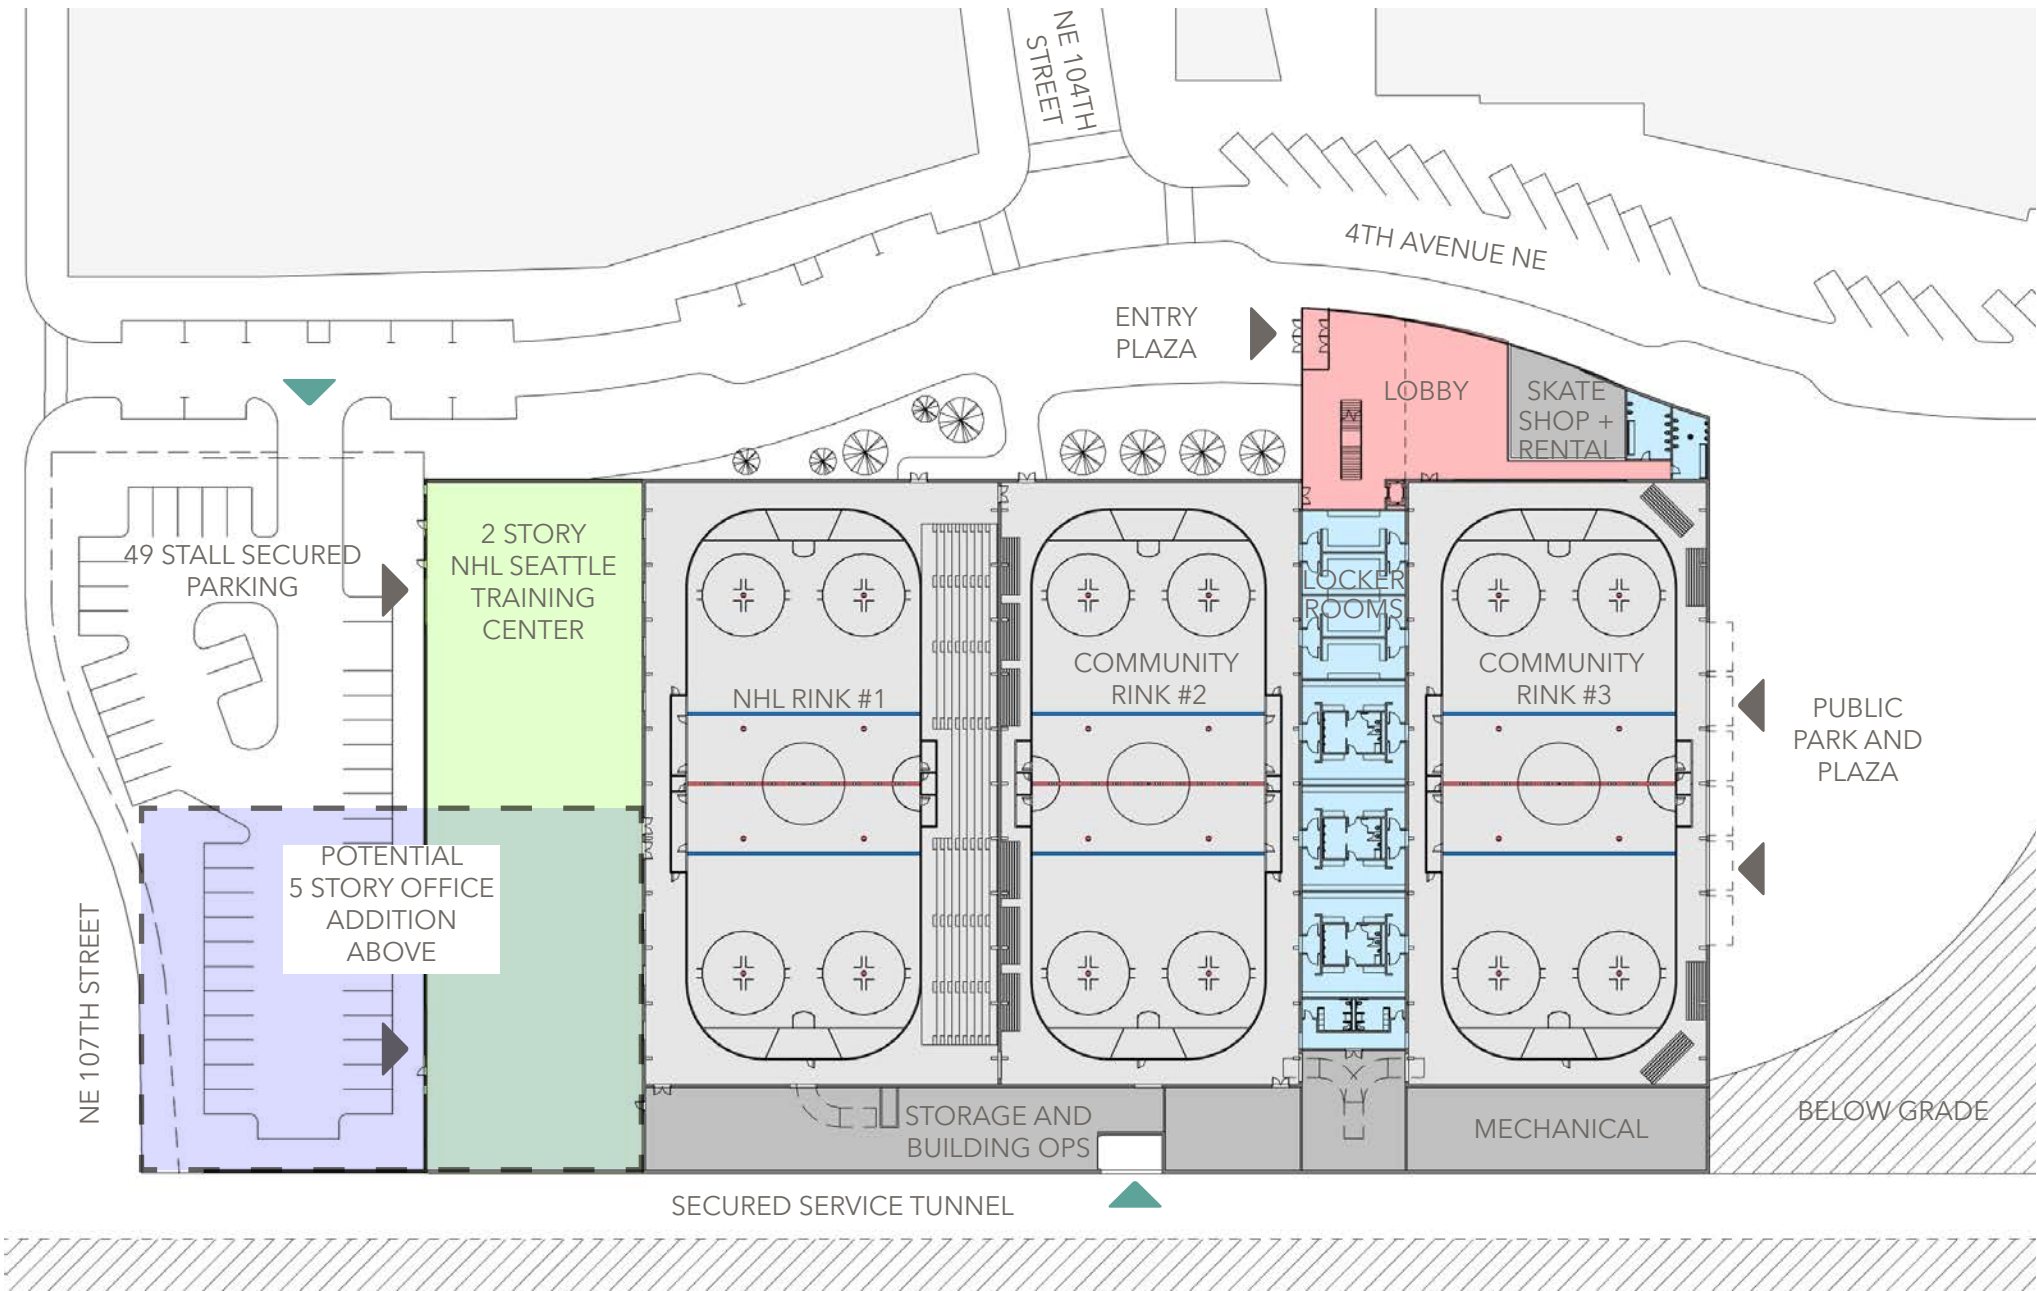 NE 104TH
STREET
4TH AVENUE NE
ENTRY
PLAZA
LOBBY
SKATE
SHOP +
RENTAL
49 STALL SECURED
PARKING
2 STORY
NHL SEATTLE
TRAINING
CENTER
LOCKER
ROOMS
NHL RINK #1
COMMUNITY
RINK #2
COMMUNITY
RINK #3
PUBLIC
PARK AND
PLAZA
POTENTIAL
5 STORY OFFICE
ADDITION
ABOVE
NE 107TH STREET
STORAGE AND
BUILDING OPS
MECHANICAL
BELOW GRADE
SECURED SERVICE TUNNEL